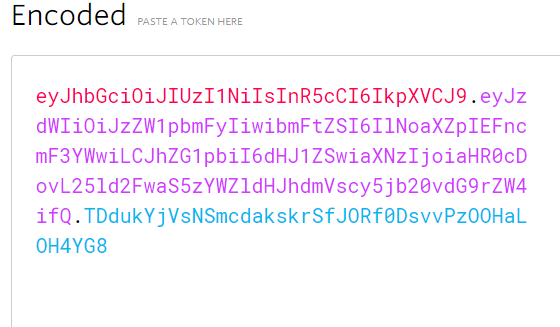 Encoded PASTE A TOKEN HERE
eyJhbGciOiJIUzI1NiIsInR5cCI6IkpXVCJ9.eyJz
dWIiOiJzZW1pbmFyIiwibmFtZSI6IlNoaXZpIEFnc
mF3YWwiLCJhZG1pbiI6dHJ1ZSwiaXNzIjoiaHR0cD
ovL25ld2FwaS5zYWZldHJhdmVscy5jb20vdG9rZW4
ifQ.TDdukYjVsNSmcdakskrSfJORf0DsvvPzOOHaL
OH4YG8